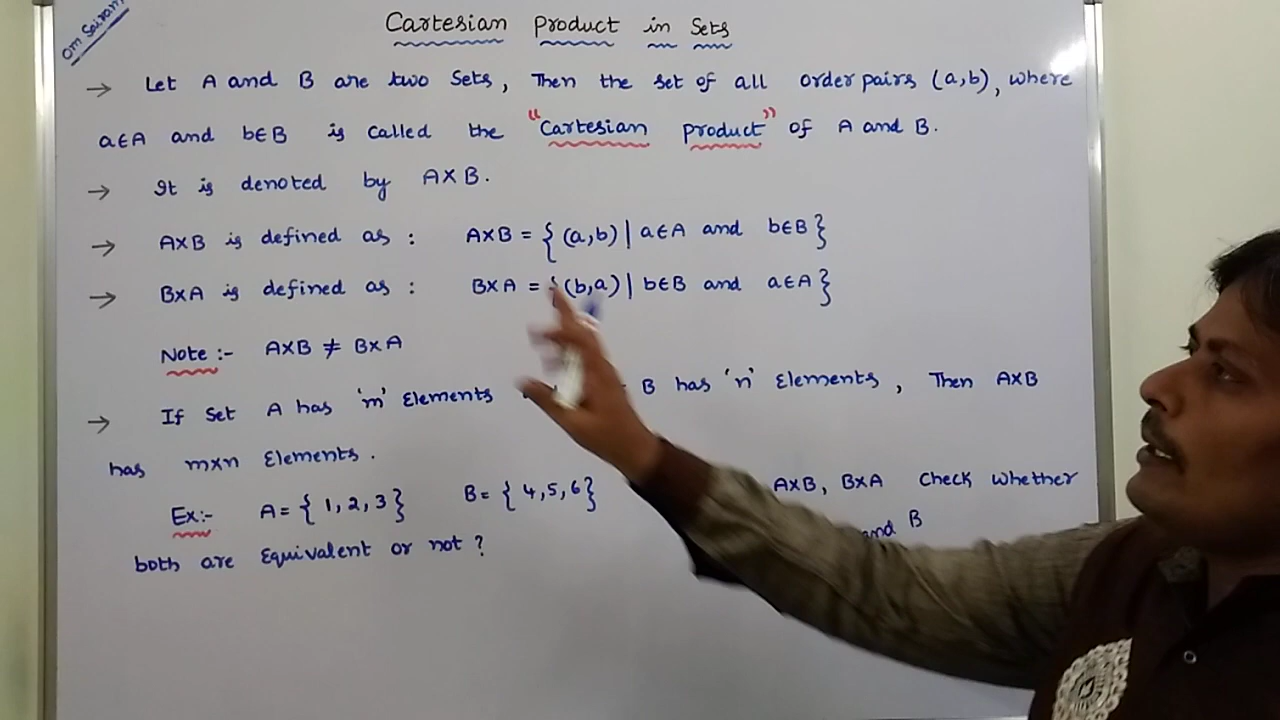 Om Sairam
Cartesian Product in Sets
→ Let A and B are two Sets, Then the set of all order pairs (a,b), where
a∈A and b∈B is called the "Cartesian product" of A and B.
→ It is denoted by A×B.
→ A×B is defined as : A×B = {(a,b) | a∈A and b∈B}
→ B×A is defined as : B×A = {(b,a) | b∈B and a∈A}
Note :- A×B ≠ B×A
→ If Set A has 'm' Elements B has 'n' Elements, Then A×B
has m×n Elements.
Ex:- A = {1,2,3} B = {4,5,6} A×B, B×A Check whether
both are Equivalent or not ? and B